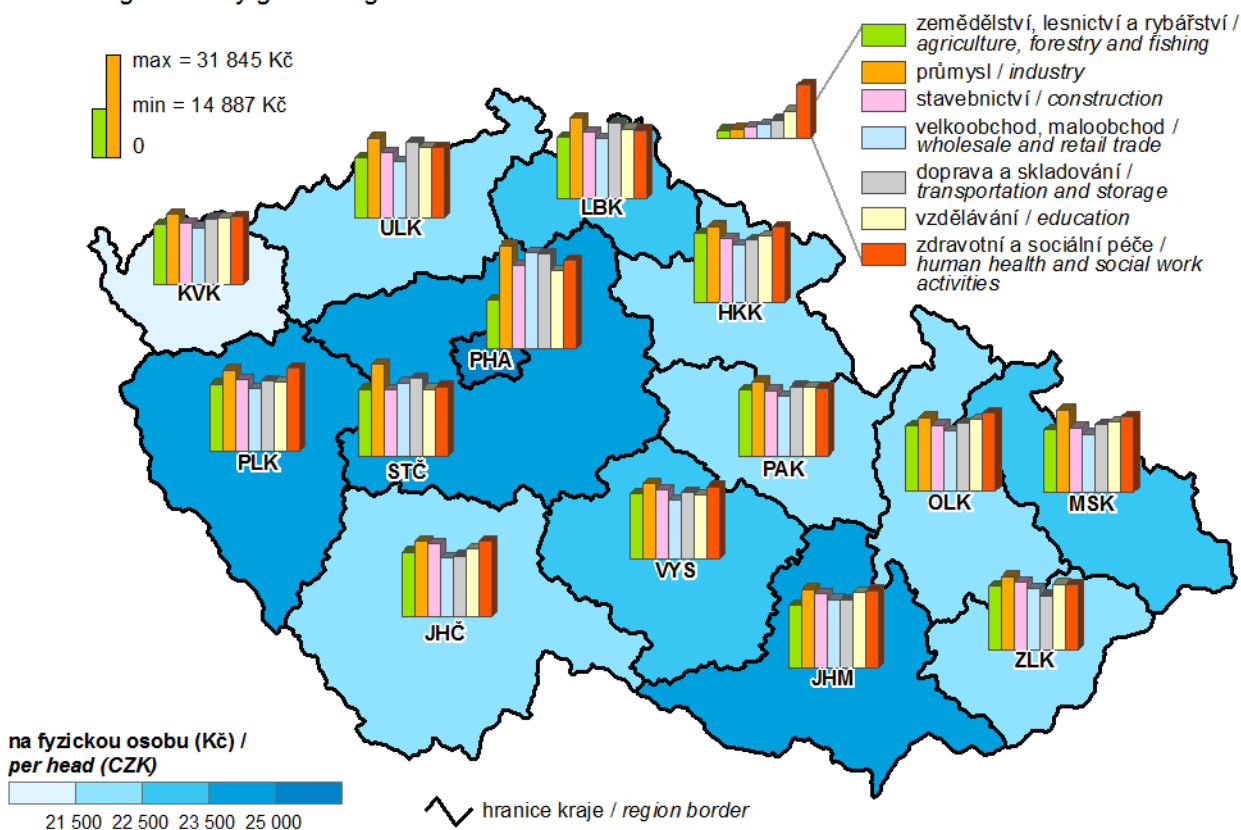 max = 31 845 Kč
min = 14 887 Kč
0
zemědělství, lesnictví a rybářství /
agriculture, forestry and fishing
průmysl / industry
stavebnictví / construction
velkoobchod, maloobchod /
wholesale and retail trade
doprava a skladování /
transportation and storage
vzdělávání / education
zdravotní a sociální péče /
human health and social work
activities
ULK
LBK
KVK
HKK
PHA
PLK
STČ
PAK
OLK
MSK
VYS
JHČ
ZLK
JHM
na fyzickou osobu (Kč) /
per head (CZK)
21 500 22 500 23 500 25 000
hranice kraje / region border